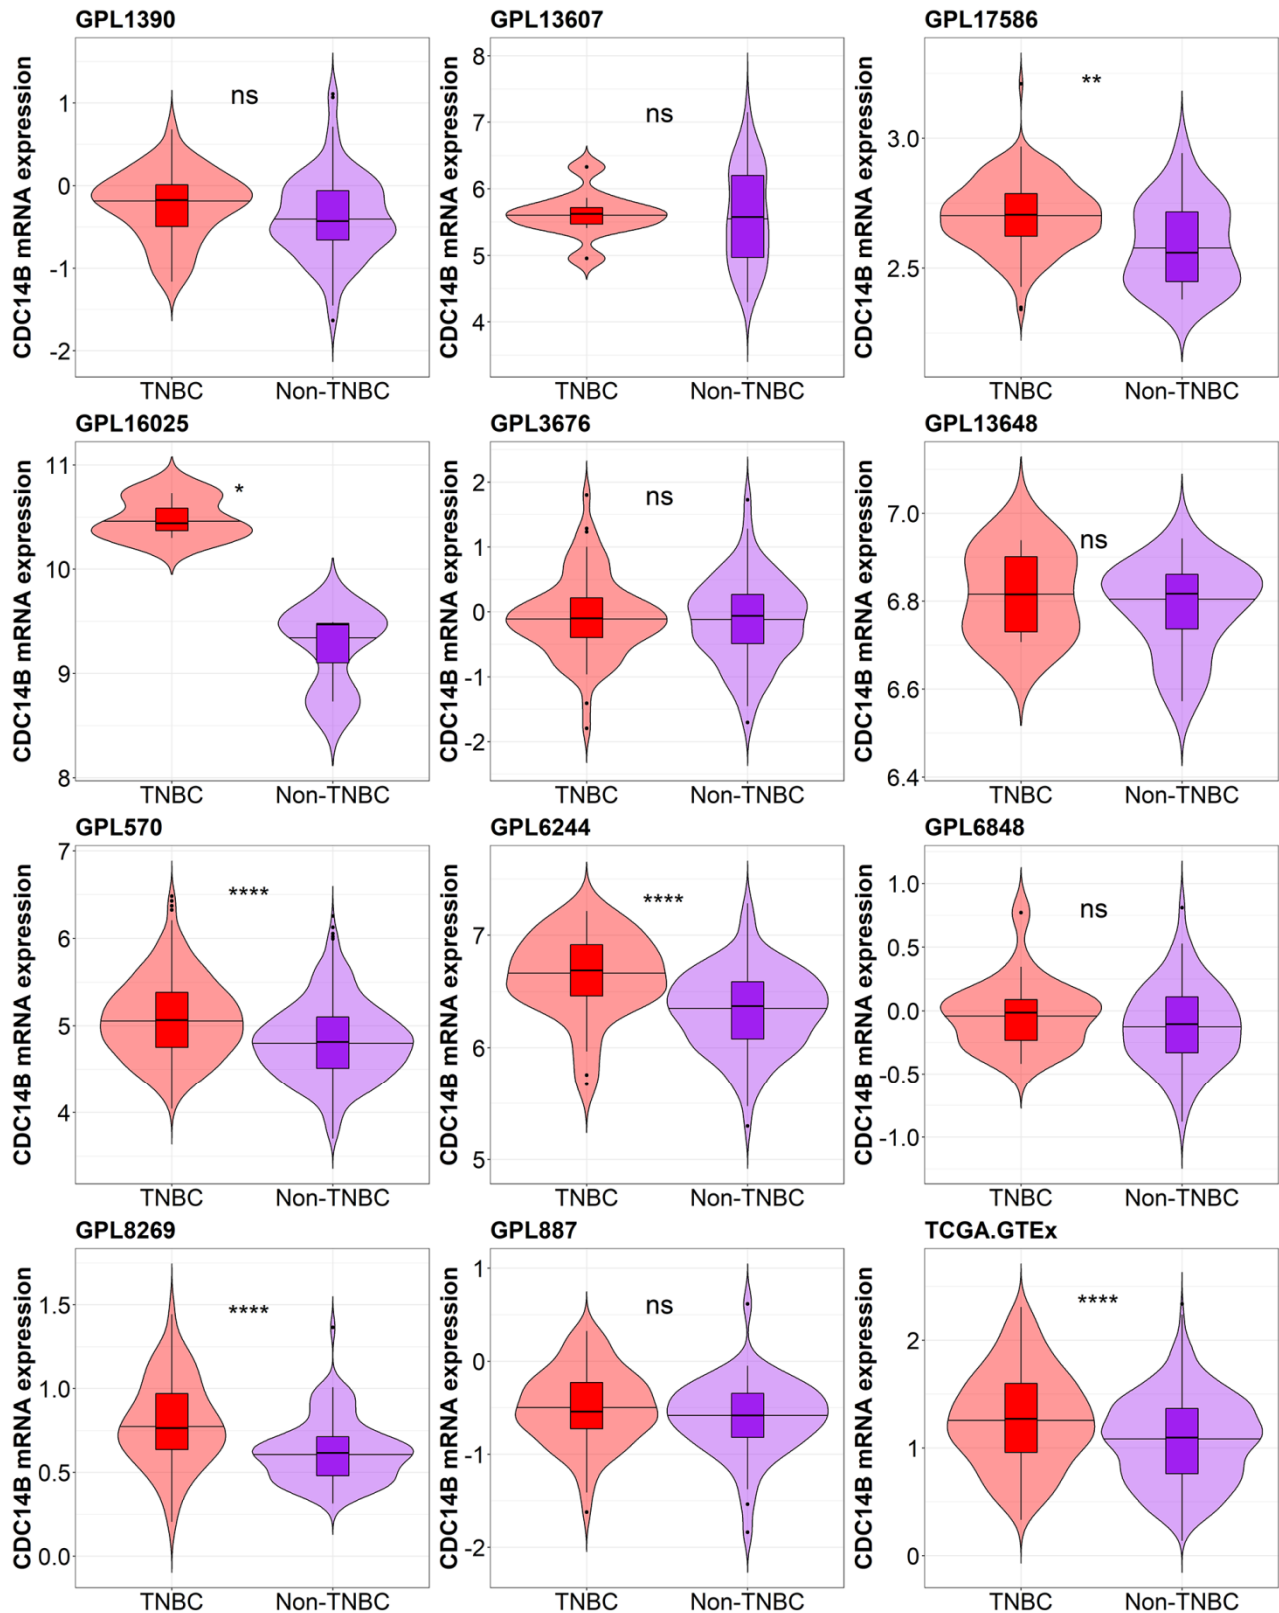 GPL1390
CDC14B mRNA expression
1
0
-1
-2
ns
TNBC Non-TNBC
GPL13607
CDC14B mRNA expression
8
7
6
5
4
ns
TNBC Non-TNBC
GPL17586
CDC14B mRNA expression
3.0
2.5
**
TNBC Non-TNBC
GPL16025
CDC14B mRNA expression
11
10
9
8
*
TNBC Non-TNBC
GPL3676
CDC14B mRNA expression
2
1
0
-1
-2
ns
TNBC Non-TNBC
GPL13648
CDC14B mRNA expression
7.0
6.8
6.6
6.4
ns
TNBC Non-TNBC
GPL570
CDC14B mRNA expression
7
6
5
4
****
TNBC Non-TNBC
GPL6244
CDC14B mRNA expression
7
6
5
****
TNBC Non-TNBC
GPL6848
CDC14B mRNA expression
1.0
0.5
0.0
-0.5
-1.0
ns
TNBC Non-TNBC
GPL8269
CDC14B mRNA expression
1.5
1.0
0.5
0.0
****
TNBC Non-TNBC
GPL887
CDC14B mRNA expression
1
0
-1
-2
ns
TNBC Non-TNBC
TCGA.GTEx
CDC14B mRNA expression
2
1
0
****
TNBC Non-TNBC